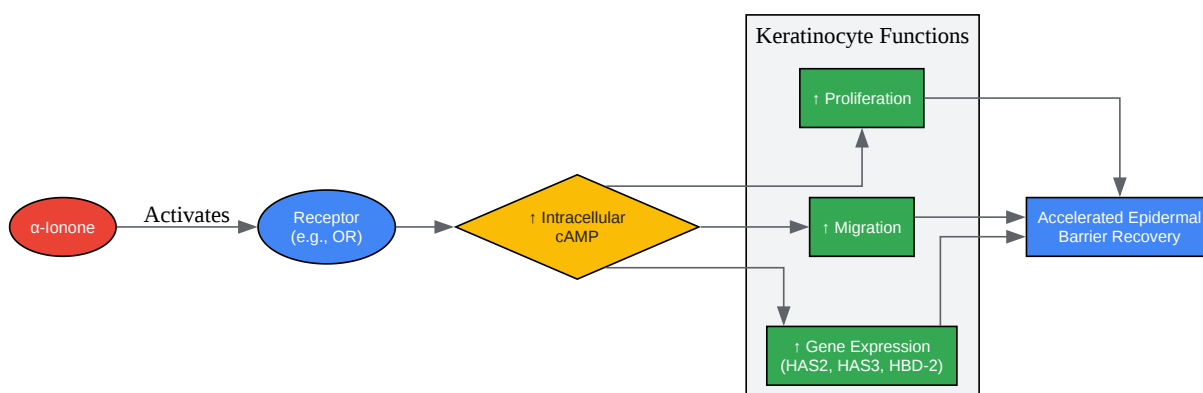 Keratinocyte Functions
↑ Proliferation
α-Ionone
Activates
Receptor
(e.g., OR)
↑ Intracellular
cAMP
↑ Migration
Accelerated Epidermal
Barrier Recovery
↑ Gene Expression
(HAS2, HAS3, HBD-2)